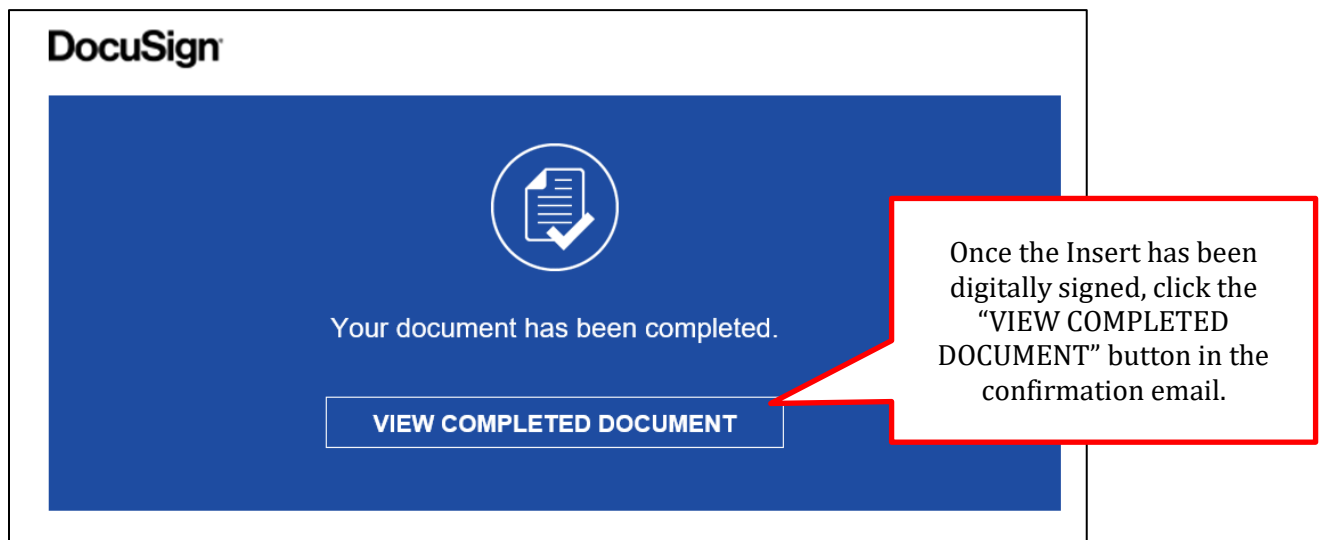 DocuSign
Your document has been completed.
VIEW COMPLETED DOCUMENT
Once the Insert has been
digitally signed, click the
“VIEW COMPLETED
DOCUMENT” button in the
confirmation email.